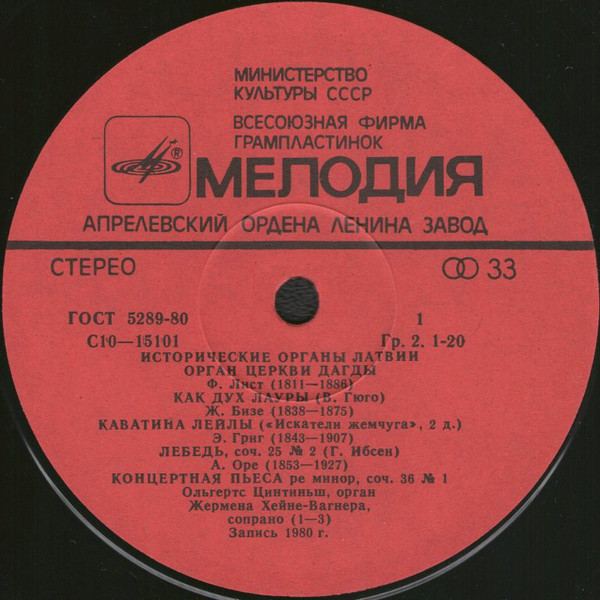 МИНИСТЕРСТВО
КУЛЬТУРЫ СССР
ВСЕСОЮЗНАЯ ФИРМА
ГРАМПЛАСТИНОК
®
МЕЛОДИЯ
АПРЕЛЕВСКИЙ ОРДЕНА ЛЕНИНА ЗАВОД
СТЕРЕО 33
ГОСТ 5289-80 1
С10—15101 Гр. 2. 1-20
ИСТОРИЧЕСКИЕ ОРГАНЫ ЛАТВИИ
ОРГАН ЦЕРКВИ ДАГДЫ
Ф. Лист (1811—1886)
КАК ДУХ ЛАУРЫ (В. Гюго)
Ж. Бизе (1838—1875)
КАВАТИНА ЛЕЙЛЫ («Искатели жемчуга», 2 д.)
Э. Григ (1843—1907)
ЛЕБЕДЬ, соч. 25 № 2 (Г. Ибсен)
А. Оре (1853—1927)
КОНЦЕРТНАЯ ПЬЕСА ре минор, соч. 36 № 1
Ольгертс Цинтиньш, орган
Жермена Хейне-Вагнера,
сопрано (1—3)
Запись 1980 г.